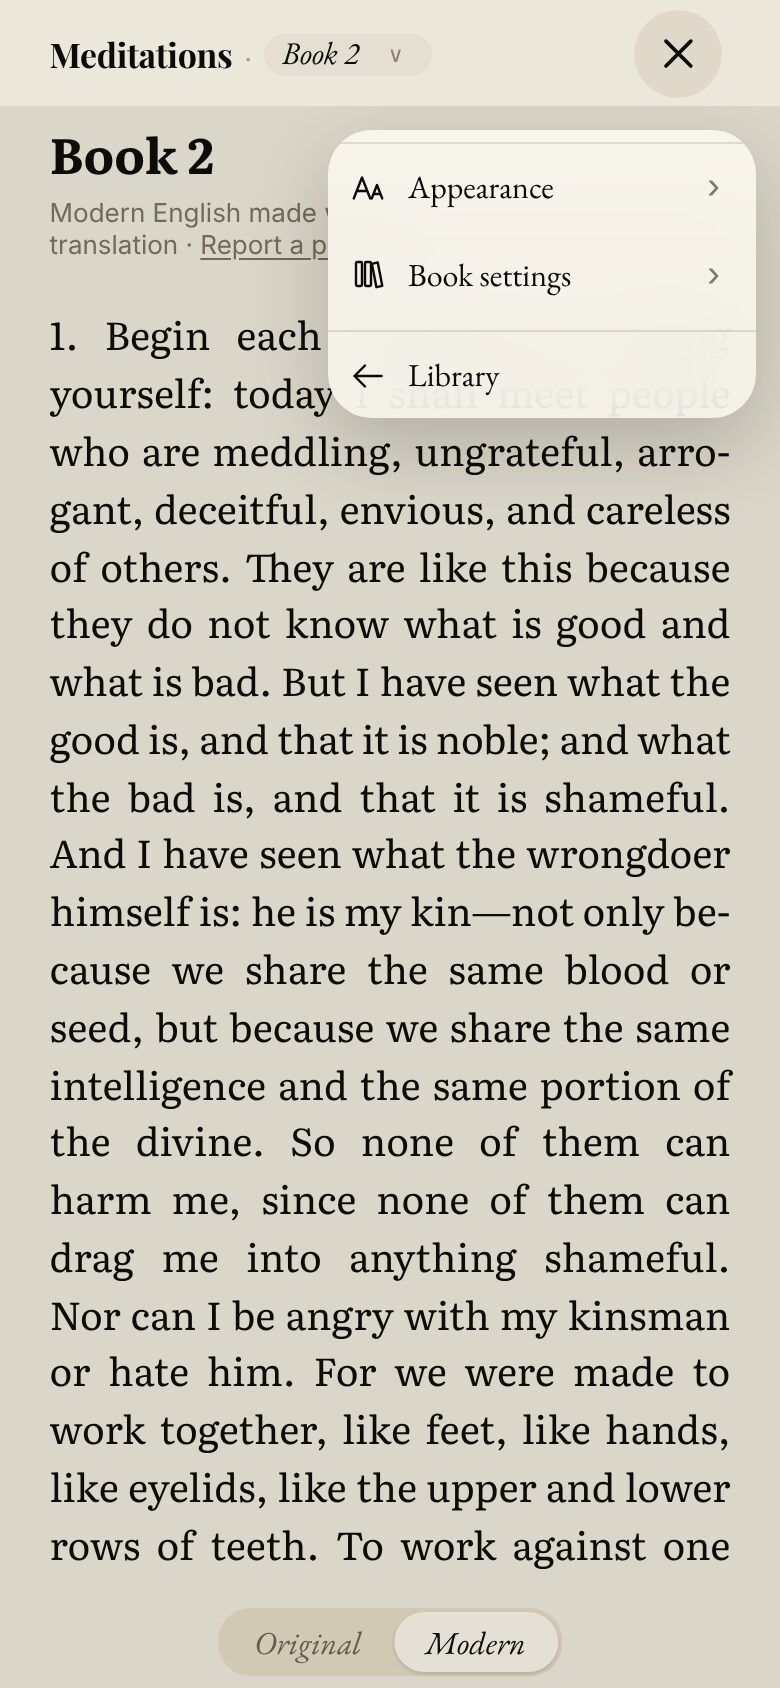 Meditations · Book 2
Book 2
Modern English made
translation · Report a p
Appearance
Book settings
Library
1. Begin each
yourself: today I shall meet people
who are meddling, ungrateful, arro-
gant, deceitful, envious, and careless
of others. They are like this because
they do not know what is good and
what is bad. But I have seen what the
good is, and that it is noble; and what
the bad is, and that it is shameful.
And I have seen what the wrongdoer
himself is: he is my kin—not only be-
cause we share the same blood or
seed, but because we share the same
intelligence and the same portion of
the divine. So none of them can
harm me, since none of them can
drag me into anything shameful.
Nor can I be angry with my kinsman
or hate him. For we were made to
work together, like feet, like hands,
like eyelids, like the upper and lower
rows of teeth. To work against one
Original Modern